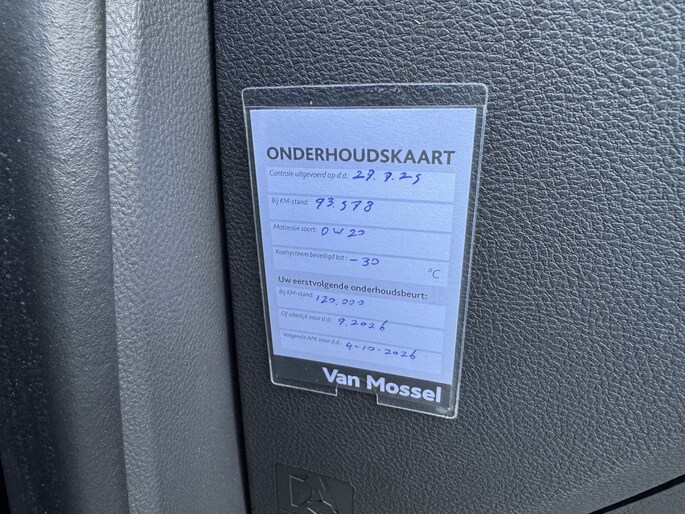 ONDERHOUDSKAART
Controle uitgevoerd op d.d.: 29.9.25
Bij KM-stand: 93.578
Motorolie soort: 0W20
Koelsysteem beveiligd tot: -30 °C
Uw eerstvolgende onderhoudsbeurt:
Bij KM-stand: 120,000
Of uiterlijk voor d.d.: 9.2026
Volgende APK voor d.d.: 9-10-2026
Van Mossel